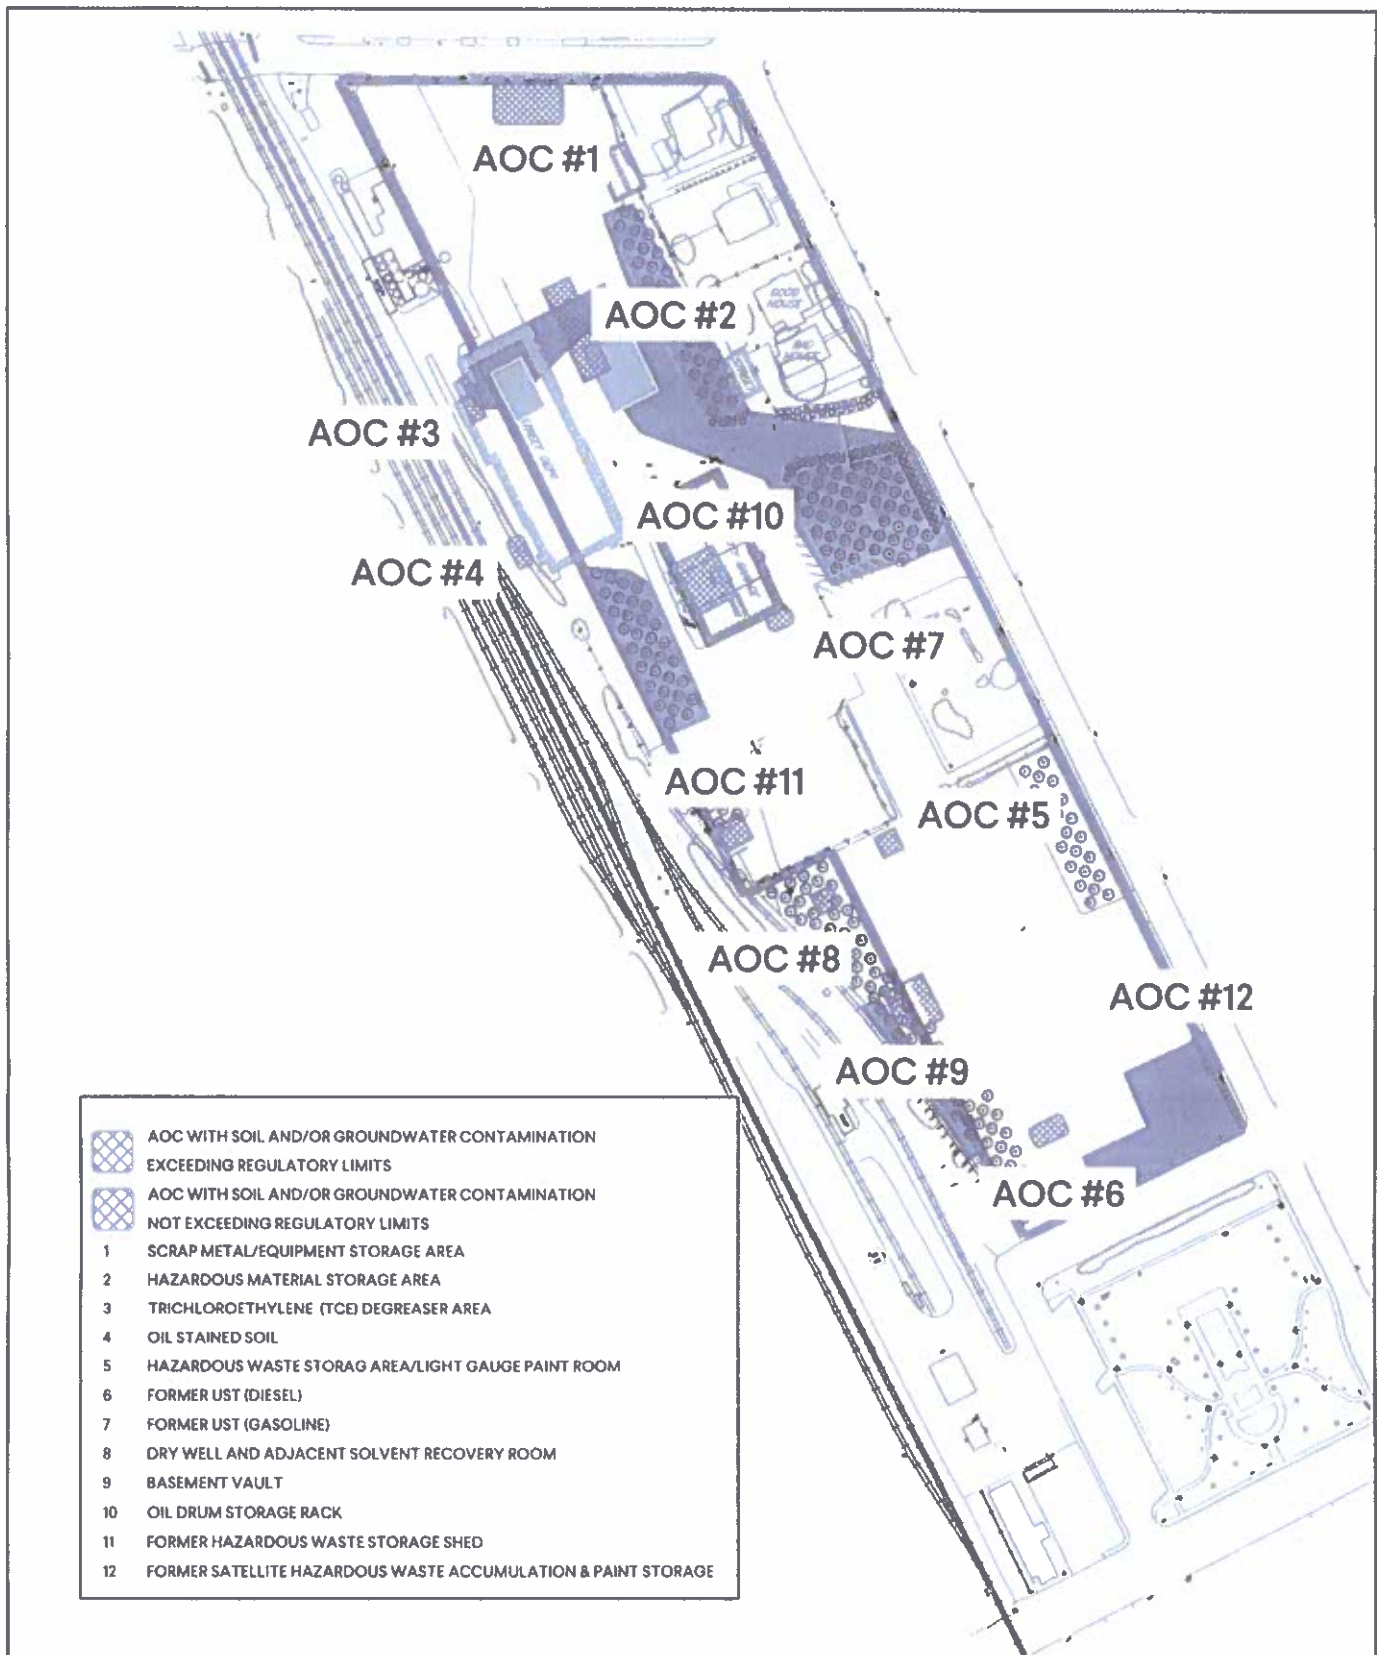 AOC #1
AOC #2
GOOD
HOUSE
BAD
HOUSE
AOC #3
AOC #10
AOC #4
AOC #7
AOC #11
AOC #5
AOC #8
AOC #12
AOC #9
AOC #6
AOC WITH SOIL AND/OR GROUNDWATER CONTAMINATION
EXCEEDING REGULATORY LIMITS
AOC WITH SOIL AND/OR GROUNDWATER CONTAMINATION
NOT EXCEEDING REGULATORY LIMITS
1 SCRAP METAL/EQUIPMENT STORAGE AREA
2 HAZARDOUS MATERIAL STORAGE AREA
3 TRICHLOROETHYLENE (TCE) DEGREASER AREA
4 OIL STAINED SOIL
5 HAZARDOUS WASTE STORAG AREA/LIGHT GAUGE PAINT ROOM
6 FORMER UST (DIESEL)
7 FORMER UST (GASOLINE)
8 DRY WELL AND ADJACENT SOLVENT RECOVERY ROOM
9 BASEMENT VAULT
10 OIL DRUM STORAGE RACK
11 FORMER HAZARDOUS WASTE STORAGE SHED
12 FORMER SATELLITE HAZARDOUS WASTE ACCUMULATION & PAINT STORAGE